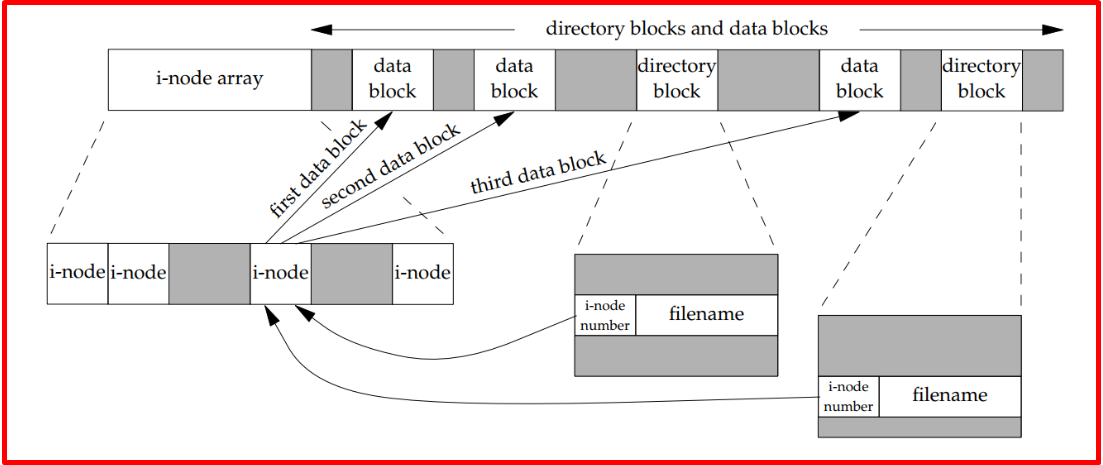 directory blocks and data blocks
i-node array
data
block
data
block
directory
block
data
block
directory
block
first data block
second data block
third data block
i-node
i-node
i-node
i-node
i-node
number
filename
i-node
number
filename